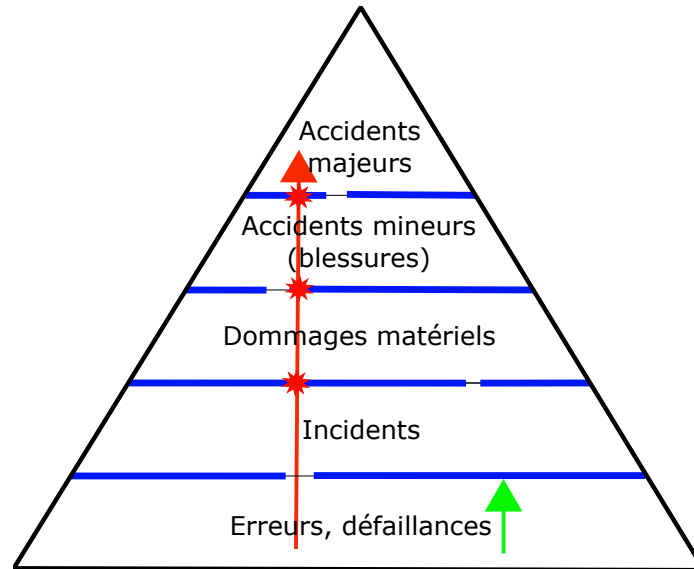 Accidents
majeurs
Accidents mineurs
(blessures)
Dommages matériels
Incidents
Erreurs, défaillances